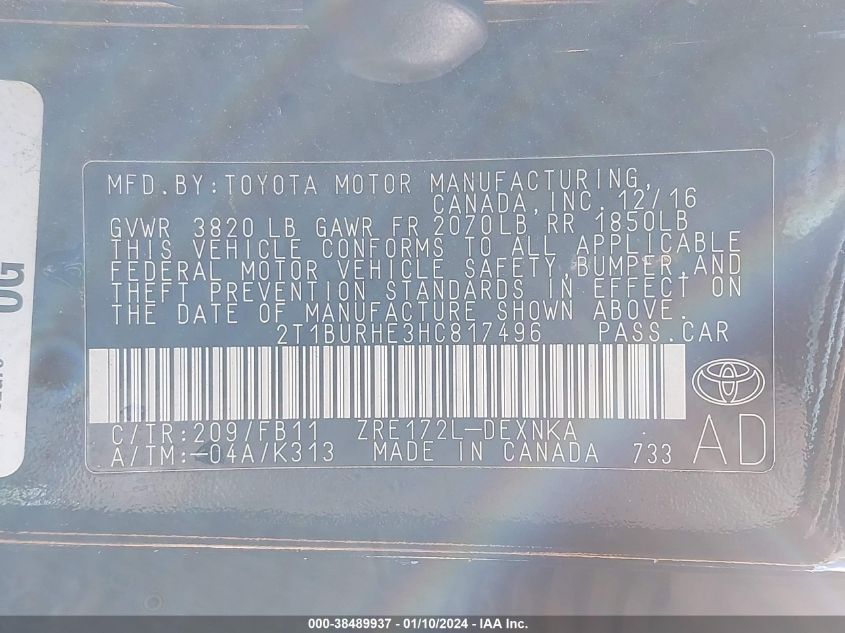 MFD.BY:TOYOTA MOTOR MANUFACTURING,
CANADA,INC. 12/16
GVWR 3820 LB GAWR FR 2070LB RR 1850LB
THIS VEHICLE CONFORMS TO ALL APPLICABLE
FEDERAL MOTOR VEHICLE SAFETY,BUMPER,AND
THEFT PREVENTION STANDARDS IN EFFECT ON
THE DATE OF MANUFACTURE SHOWN ABOVE.
2T1BURHE3HC817496 PASS.CAR
C/TR:209/FB11 ZRE172L-DEXNKA
A/TM:-04A/K313 MADE IN CANADA 733
AD
000-38489937 - 01/10/2024 - IAA Inc.